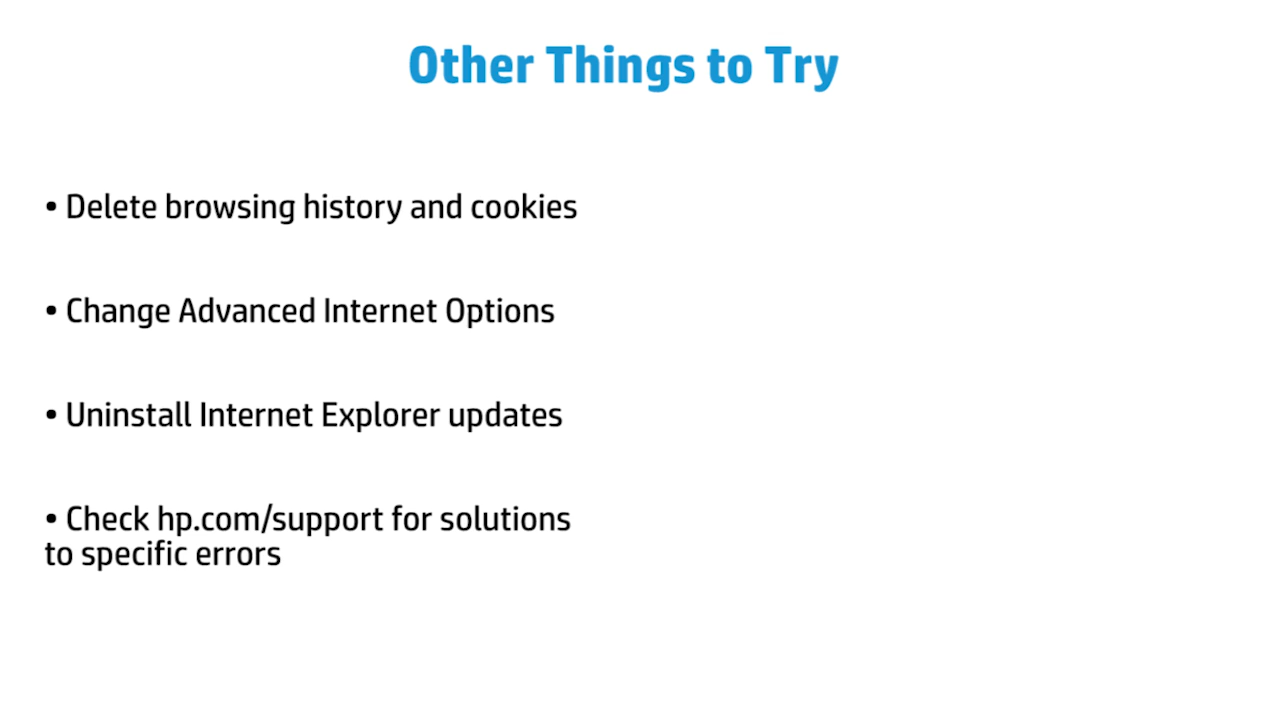 Other Things to Try
• Delete browsing history and cookies
• Change Advanced Internet Options
• Uninstall Internet Explorer updates
• Check hp.com/support for solutions
to specific errors